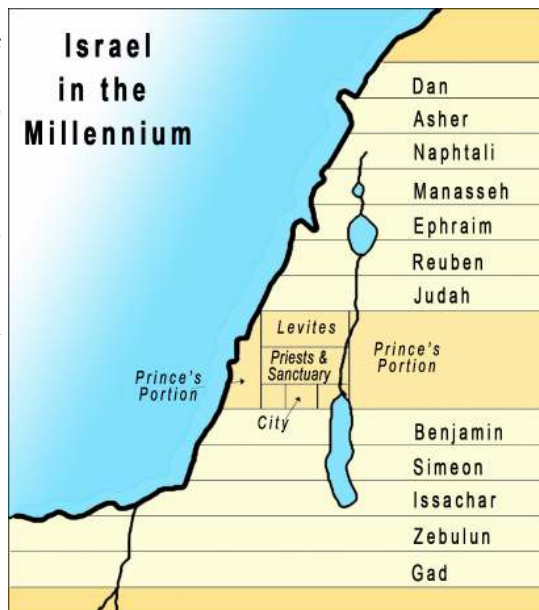 Israel
in the
Millennium
Dan
Asher
Naphtali
Manasseh
Ephraim
Reuben
Judah
Levites
Priests &
Sanctuary
Prince's
Portion
Prince's
Portion
City
Benjamin
Simeon
Issachar
Zebulun
Gad